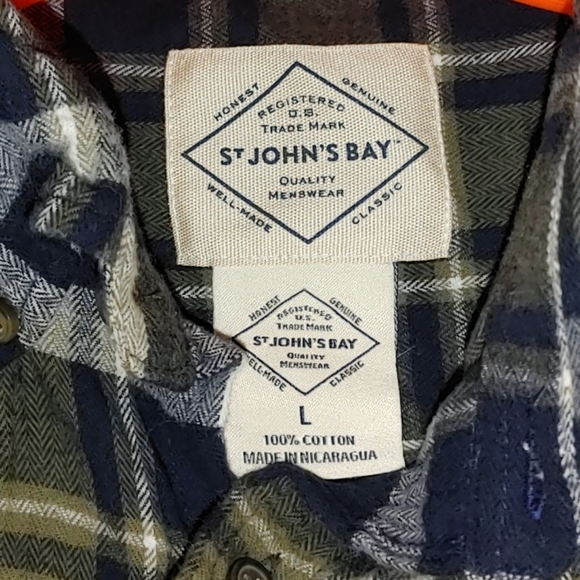 HONEST
GENUINE
REGISTERED
U.S.
TRADE MARK
ST JOHN'S BAY™
QUALITY
MENSWEAR
WELL-MADE
CLASSIC
HONEST
GENUINE
REGISTERED
U.S.
TRADE MARK
ST JOHN'S BAY
QUALITY
MENSWEAR
WELL-MADE
CLASSIC
L
100% COTTON
MADE IN NICARAGUA